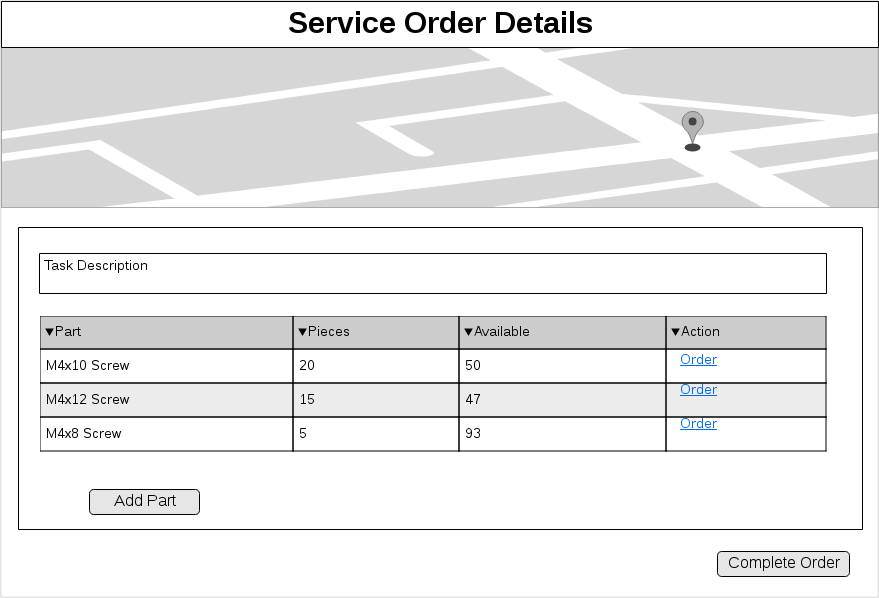 Service Order Details
Task Description
▼Part ▼Pieces ▼Available ▼Action
M4x10 Screw 20 50 Order
M4x12 Screw 15 47 Order
M4x8 Screw 5 93 Order
Add Part
Complete Order